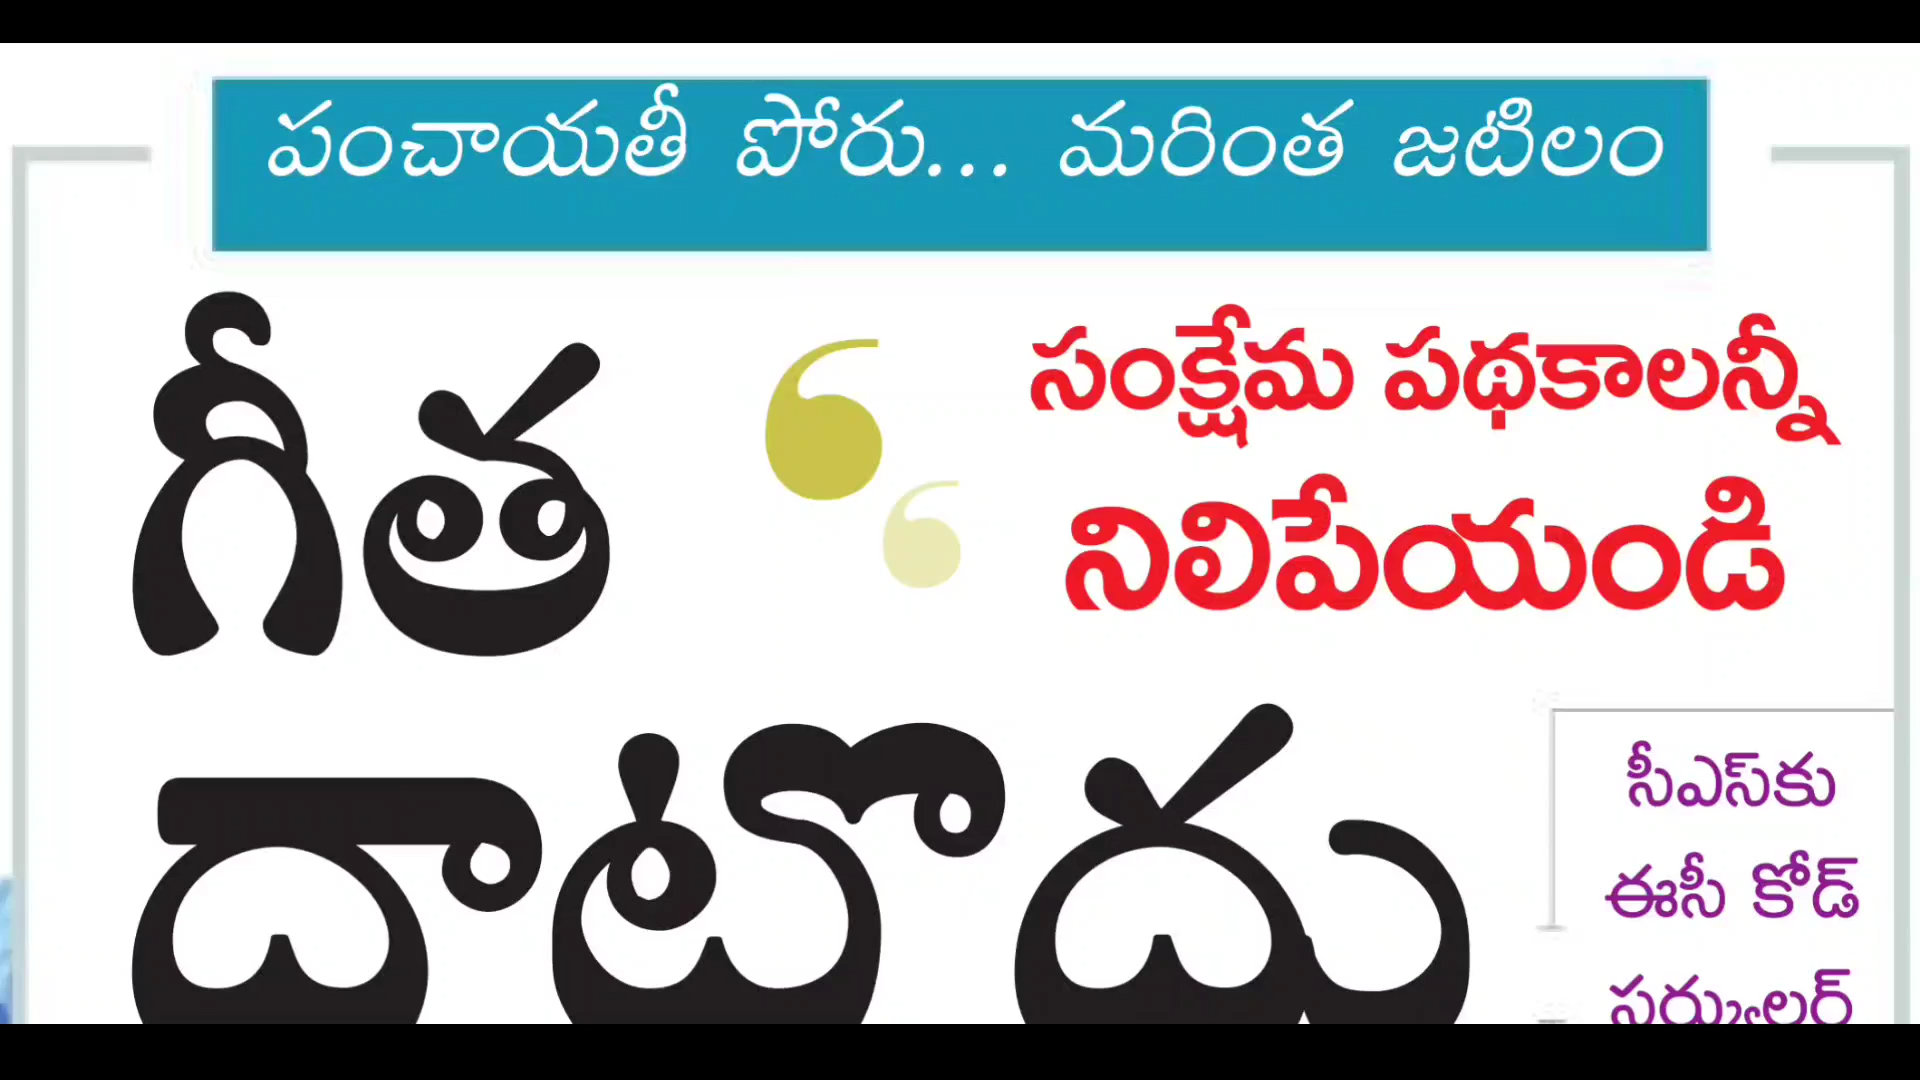 పంచాయతీ పోరు... మరింత జటిలం
గీత
దాటొద్దు
సంక్షేమ పథకాలన్నీ
నిలిపేయండి
సీఎస్‌కు
ఈసీ కోడ్
సర్క్యులర్